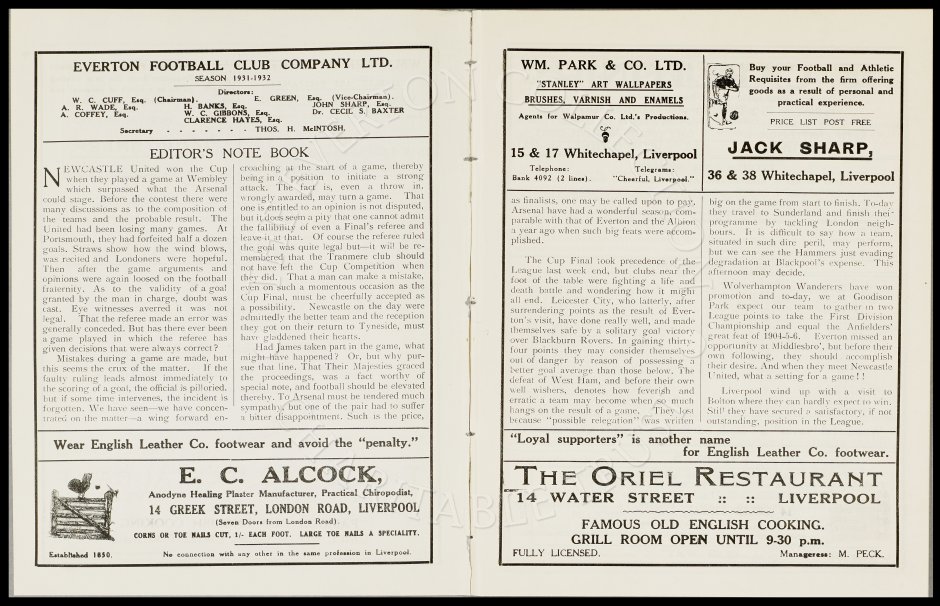 EVERTON FOOTBALL CLUB COMPANY LTD.
SEASON 1931-1932
Directors:
W. C. CUFF, Esq. (Chairman). E. GREEN, Esq. (Vice-Chairman).
A. R. WADE, Esq. H. BANKS, Esq. JOHN SHARP, Esq.
A. COFFEY, Esq. W. C. GIBBONS, Esq. Dr. CECIL S. BAXTER
CLARENCE HAYES, Esq.
Secretary - - - - - - - THOS. H. McINTOSH.
EDITOR'S NOTE BOOK
NEWCASTLE United won the Cup
when they played a game at Wembley
which surpassed what the Arsenal
could stage. Before the contest there were
many discussions as to the composition of
the teams and the probable result. The
United had been losing many games. At
Portsmouth, they had forfeited half a dozen
goals. Straws show how the wind blows,
was recited and Londoners were hopeful.
Then after the game arguments and
opinions were again loosed on the football
fraternity. As to the validity of a goal
granted by the man in charge, doubt was
cast. Eye witnesses averred it was not
legal. That the referee made an error was
generally conceded. But has there ever been
a game played in which the referee has
given decisions that were always correct?
Mistakes during a game are made, but
this seems the crux of the matter. If the
faulty ruling leads almost immediately to
the scoring of a goal, the official is pilloried,
but if some time intervenes, the incident is
forgotten. We have seen—we have concen-
trated on the matter—a wing forward en-
croaching at the start of a game, thereby
being in a position to initiate a strong
attack. The fact is, even a throw in,
wrongly awarded, may turn a game. That
one is entitled to an opinion is not disputed,
but it does seem a pity that one cannot admit
the fallibility of even a Final's referee and
leave it at that. Of course the referee ruled
a goal was quite legal but—it will be re-
membered that the Tranmere club should
not have left the Cup Competition when
they did. That a man can make a mistake,
even on such a momentous occasion as the
Cup Final, must be cheerfully accepted as
a possibility. Newcastle on the day were
admittedly the better team and the reception
they got on their return to Tyneside, must
have gladdened their hearts.
Had James taken part in the game, what
might have happened? Or, but why pur-
sue that line. That Their Majesties graced
the proceedings, was a fact worthy of
special note, and football should be elevated
thereby. To Arsenal must be tendered much
sympathy, but one of the pair had to suffer
a bitter disappointment. Such is the price,
Wear English Leather Co. footwear and avoid the "penalty."
E. C. ALCOCK,
Anodyne Healing Plaster Manufacturer, Practical Chiropodist,
14 GREEK STREET, LONDON ROAD, LIVERPOOL
(Seven Doors from London Road).
CORNS OR TOE NAILS CUT, 1/- EACH FOOT. LARGE TOE NAILS A SPECIALITY.
Established 1850. No connection with any other in the same profession in Liverpool.
WM. PARK & CO. LTD.
"STANLEY" ART WALLPAPERS
BRUSHES, VARNISH AND ENAMELS
Agents for Walpamur Co. Ltd.'s Productions.
15 & 17 Whitechapel, Liverpool
Telephone: Telegrams:
Bank 4092 (2 lines). "Cheerful, Liverpool."
Buy your Football and Athletic
Requisites from the firm offering
goods as a result of personal and
practical experience.
PRICE LIST POST FREE
JACK SHARP,
36 & 38 Whitechapel, Liverpool
as finalists, one may be called upon to pay.
Arsenal have had a wonderful season, com-
parable with that of Everton and the Albion
a year ago when such big feats were accom-
plished.
The Cup Final took precedence of the
League last week end, but clubs near the
foot of the table were fighting a life and
death battle and wondering how it might
all end. Leicester City, who latterly, after
surrendering points as the result of Ever-
ton's visit, have done really well, and made
themselves safe by a solitary goal victory
over Blackburn Rovers. In gaining thirty-
four points they may consider themselves
out of danger by reason of possessing a
better goal average than those below. The
defeat of West Ham, and before their own
well wishers, denotes how feverish and
erratic a team may become when so much
hangs on the result of a game. They lost
because "possible relegation" was written
big on the game from start to finish. To-day
they travel to Sunderland and finish their
programme by tackling London neigh-
bours. It is difficult to say how a team,
situated in such dire peril, may perform,
but we can see the Hammers just evading
degradation at Blackpool's expense. This
afternoon may decide.
Wolverhampton Wanderers have won
promotion and to-day, we at Goodison
Park expect our team to gather in two
League points to take the First Division
Championship and equal the Anfielders'
great feat of 1904-5-6. Everton missed an
opportunity at Middlesbro', but before their
own following, they should accomplish
their desire. And when they meet Newcastle
United, what a setting for a game!!
Liverpool wind up with a visit to
Bolton where they can hardly expect to win.
Still they have secured a satisfactory, if not
outstanding, position in the League.
"Loyal supporters" is another name
for English Leather Co. footwear.
THE ORIEL RESTAURANT
14 WATER STREET :: :: LIVERPOOL
FAMOUS OLD ENGLISH COOKING.
GRILL ROOM OPEN UNTIL 9-30 p.m.
FULLY LICENSED. Manageress: M. PECK.